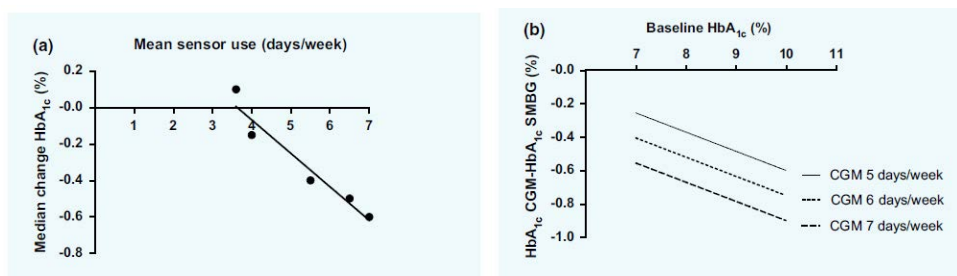 (a)
Mean sensor use (days/week)
0.2
-0.0
-0.2
-0.4
-0.6
-0.8
1 2 3 4 5 6 7
Median change HbA1c (%)
(b)
Baseline HbA1c (%)
7 8 9 10 11
-0.0
-0.2
-0.4
-0.6
-0.8
-1.0
HbA1c CGM-HbA1c SMBG (%)
CGM 5 days/week
CGM 6 days/week
CGM 7 days/week